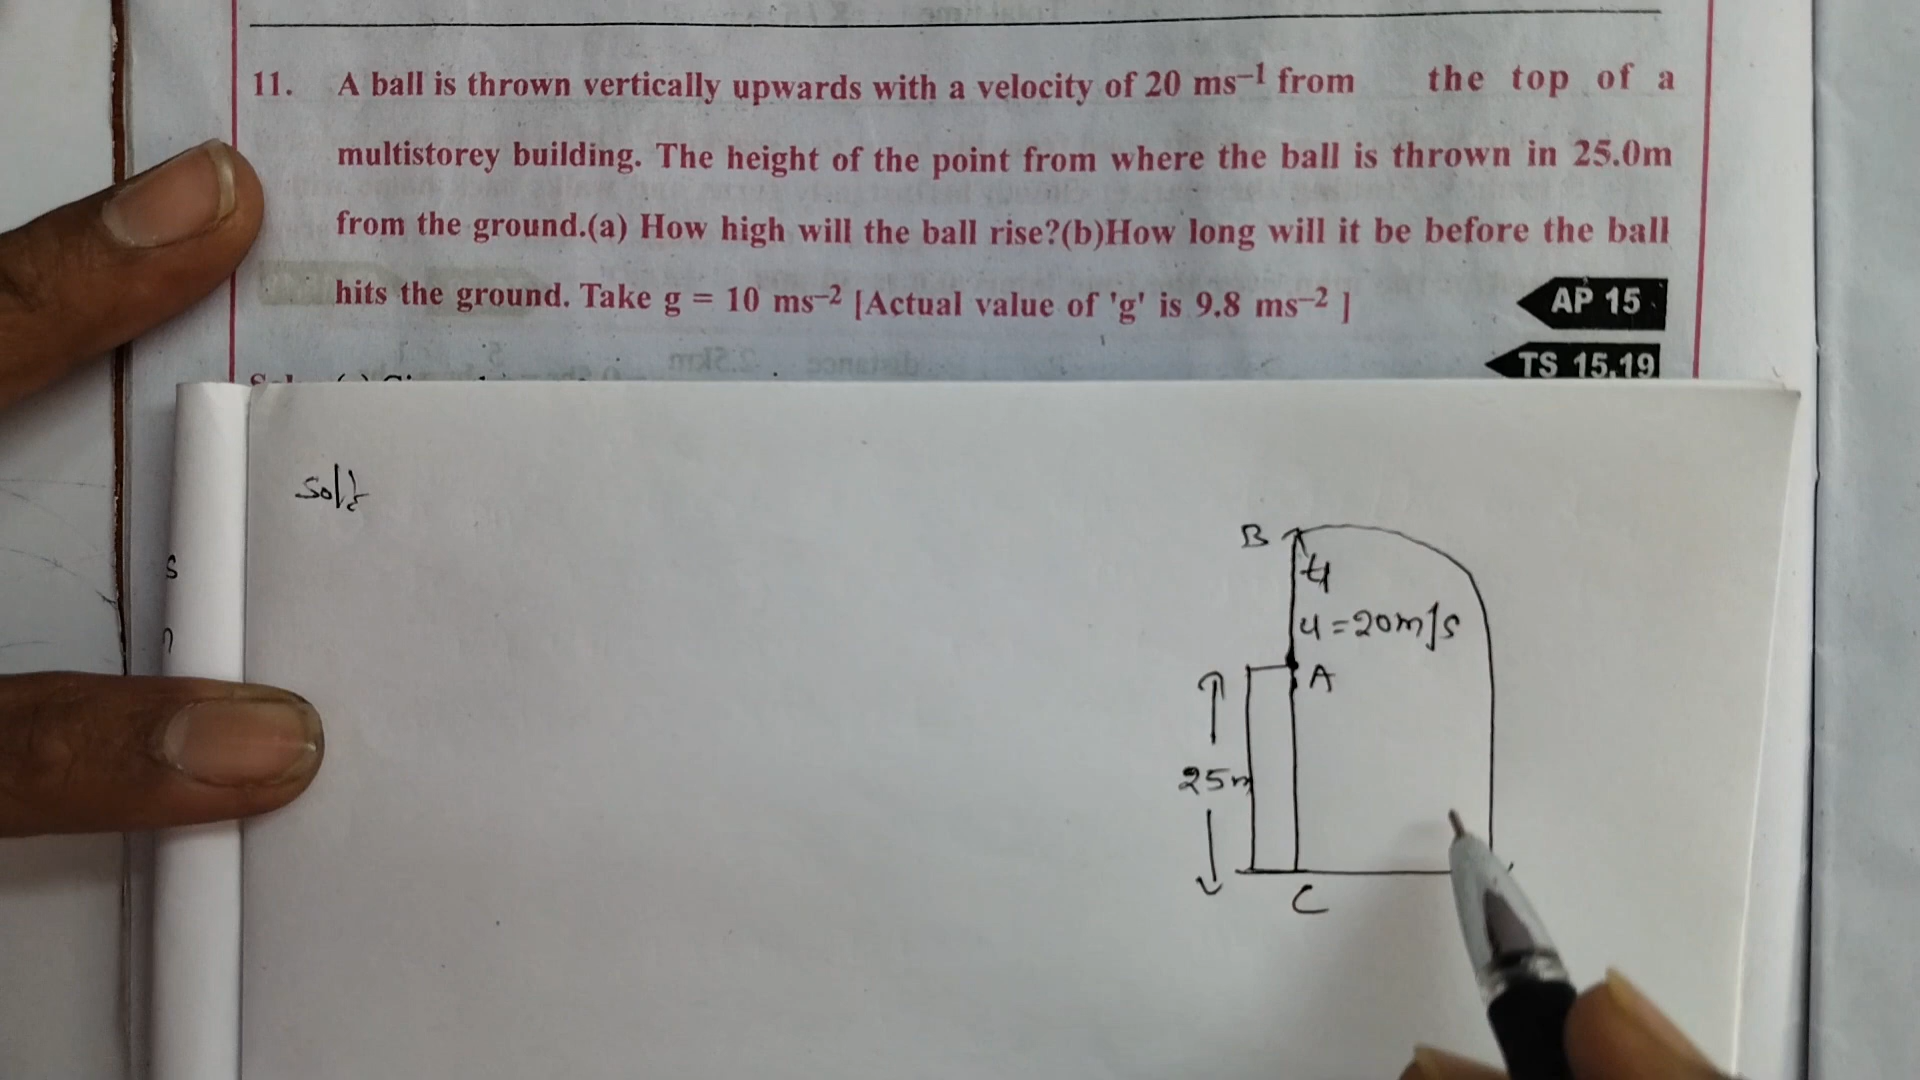 11. A ball is thrown vertically upwards with a velocity of 20 ms⁻¹ from the top of a
multistorey building. The height of the point from where the ball is thrown in 25.0m
from the ground.(a) How high will the ball rise?(b)How long will it be before the ball
hits the ground. Take g = 10 ms⁻² [Actual value of 'g' is 9.8 ms⁻² ]
AP 15
TS 15,19
Sol:
B
u
u = 20m/s
A
25m
C